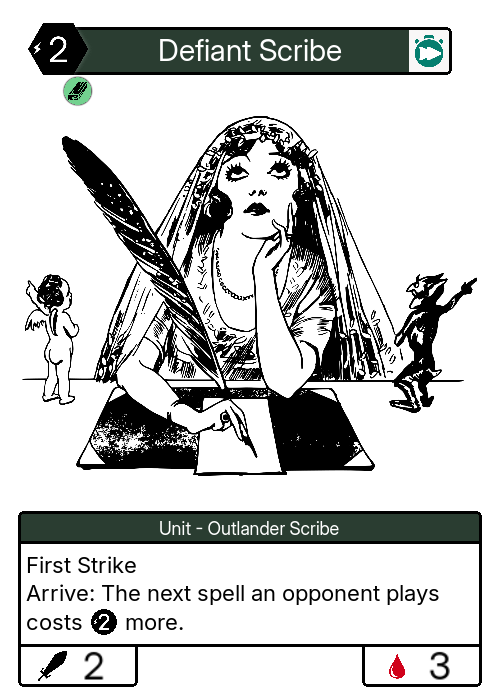 2 Defiant Scribe
Unit - Outlander Scribe
First Strike
Arrive: The next spell an opponent plays
costs 2 more.
2 3